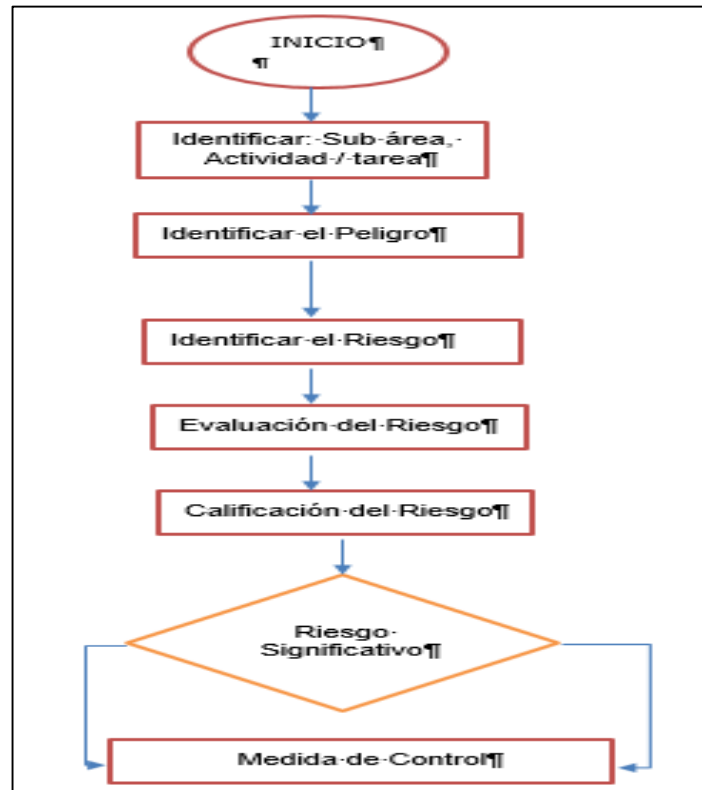 INICIO¶
¶
Identificar:·Sub·área,·
Actividad·/·tarea¶
Identificar·el·Peligro¶
Identificar·el·Riesgo¶
Evaluación·del·Riesgo¶
Calificación·del·Riesgo¶
Riesgo·
Significativo¶
Medida·de·Control¶